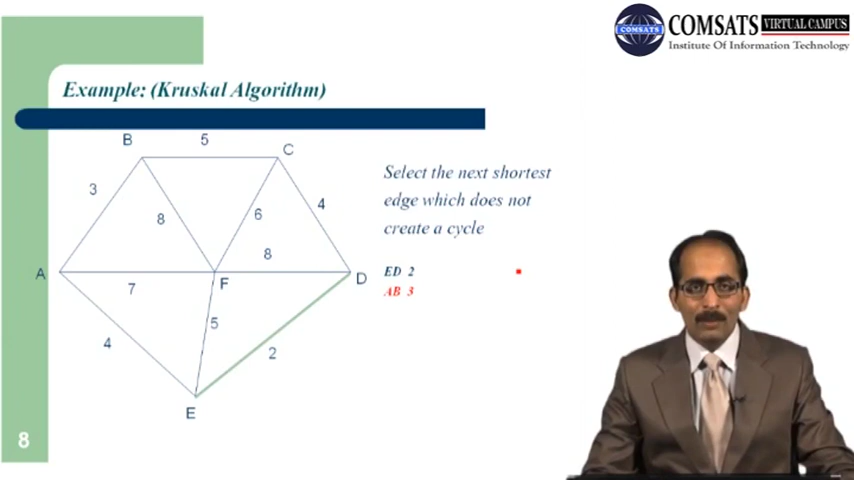 COMSATS VIRTUAL CAMPUS
Institute Of Information Technology
COMSATS
Example: (Kruskal Algorithm)
B 5 C
3 8 6 4
8
A 7 F D
4 5 2
E
Select the next shortest
edge which does not
create a cycle
ED 2
AB 3
8